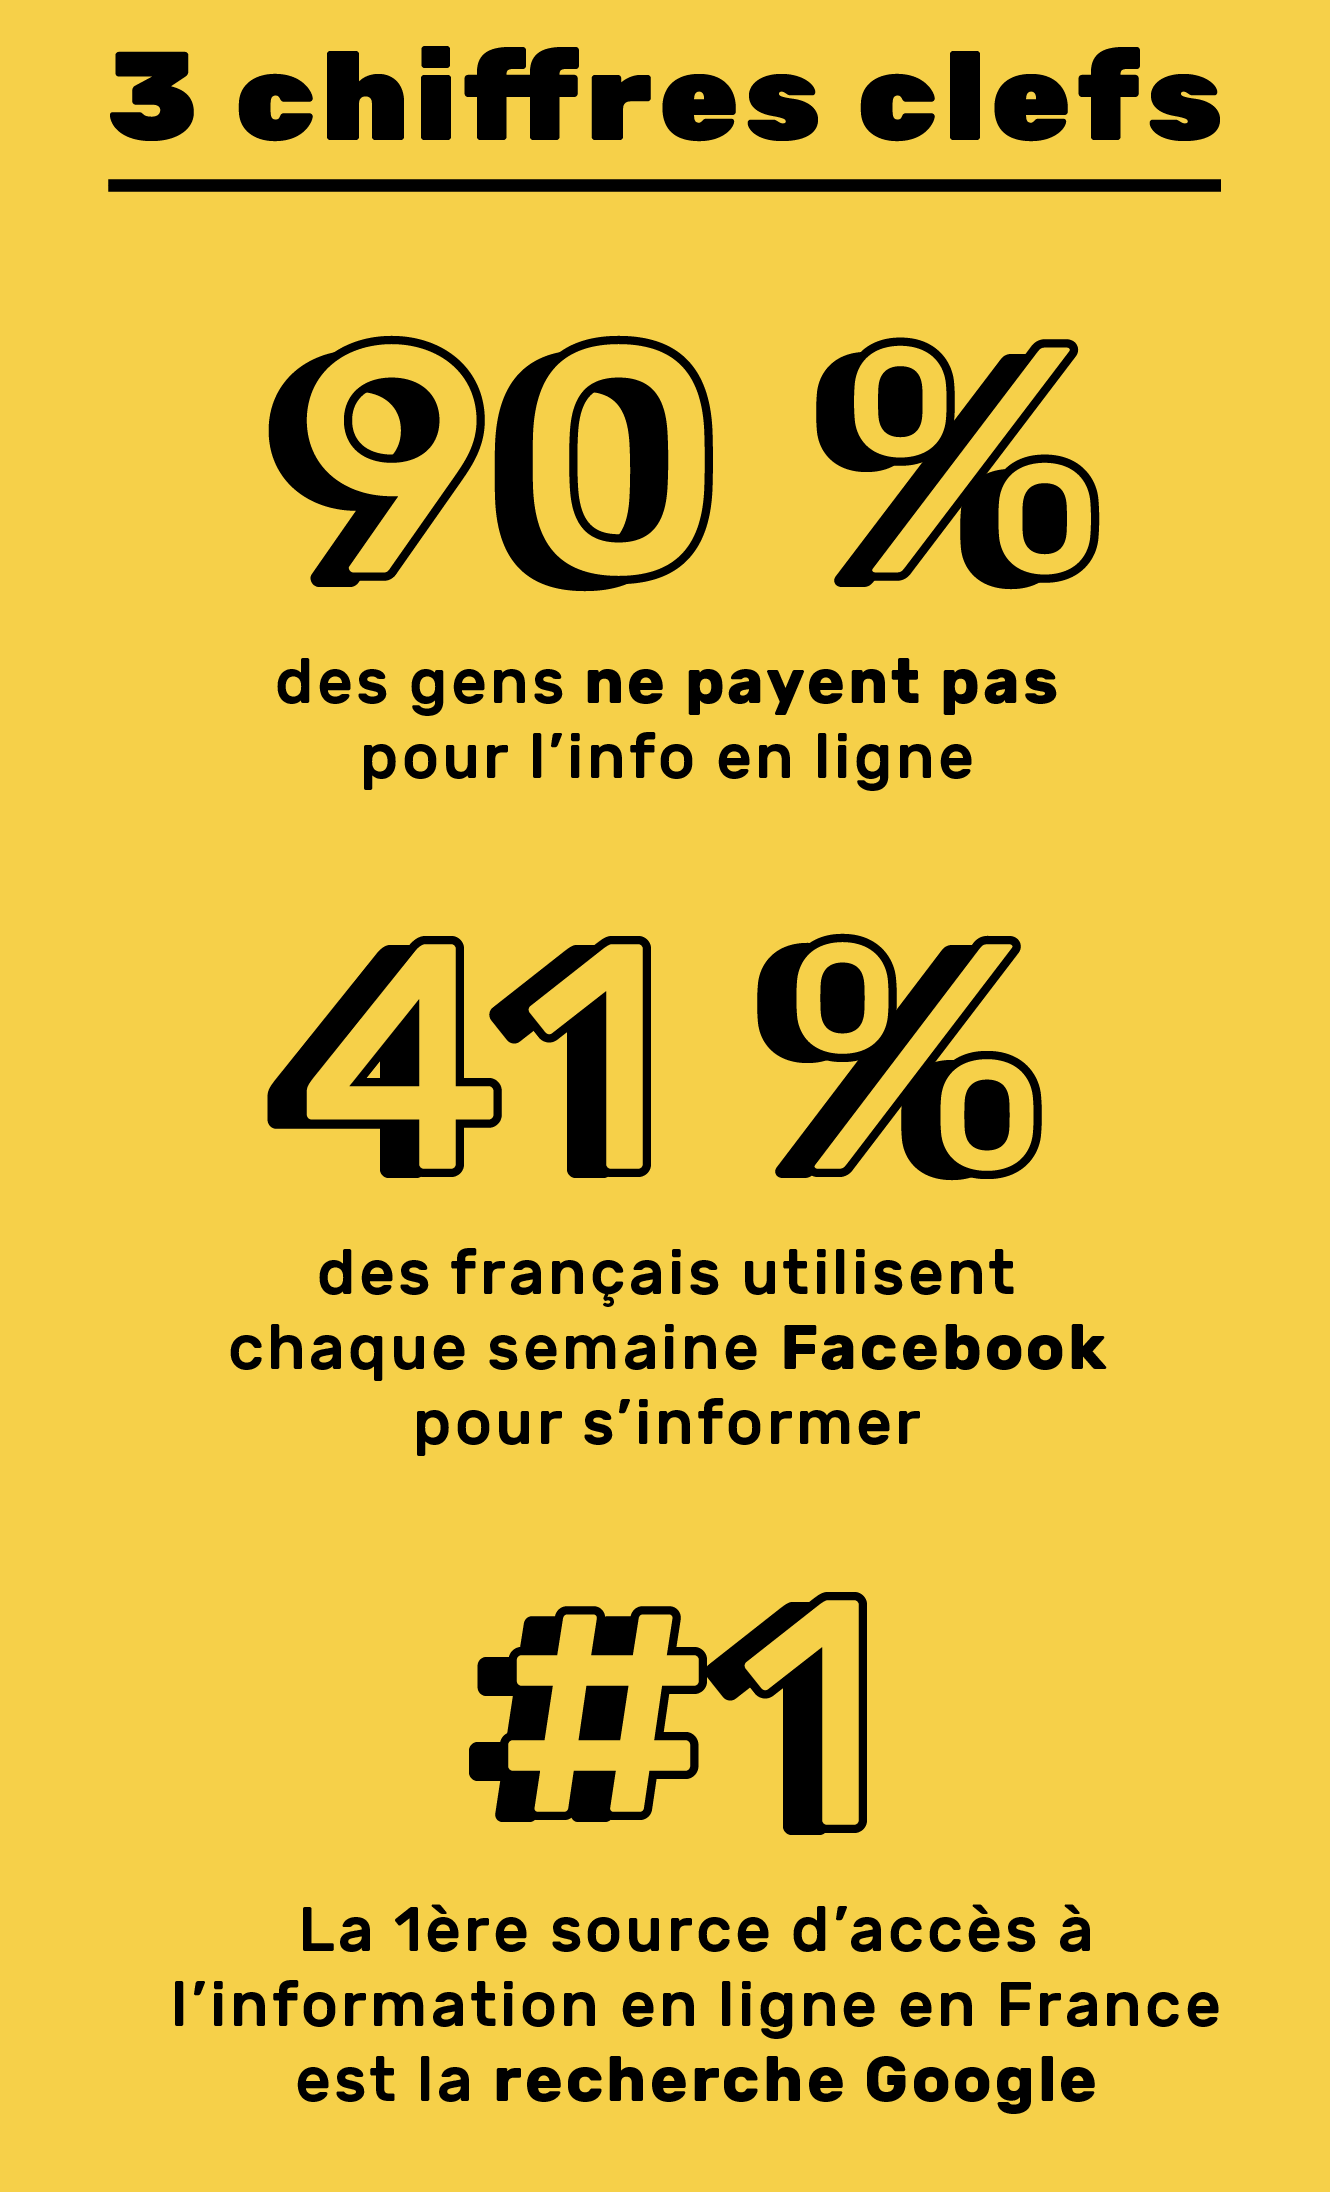 3 chiffres clefs
90 %
des gens ne payent pas
pour l’info en ligne
41 %
des français utilisent
chaque semaine Facebook
pour s’informer
#1
La 1ère source d’accès à
l’information en ligne en France
est la recherche Google